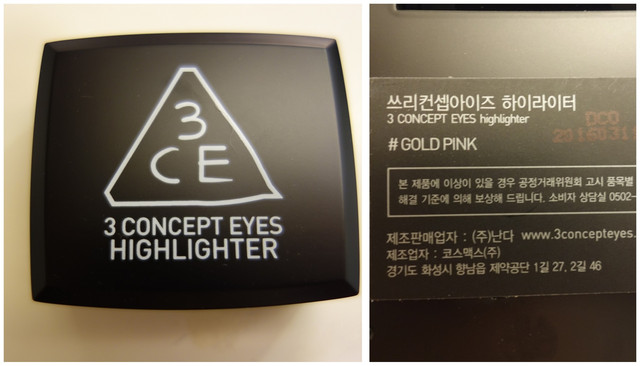 3
CE
3 CONCEPT EYES
HIGHLIGHTER
쓰리컨셉아이즈 하이라이터
3 CONCEPT EYES highlighter
DCO
# GOLD PINK
본 제품에 이상이 있을 경우 공정거래위원회 고시 품목별
해결 기준에 의해 보상해 드립니다. 소비자 상담실 0502-
제조판매업자 : (주)난다 www.3concepteyes.
제조업자 : 코스맥스(주)
경기도 화성시 향남읍 제약공단 1길 27, 2길 46